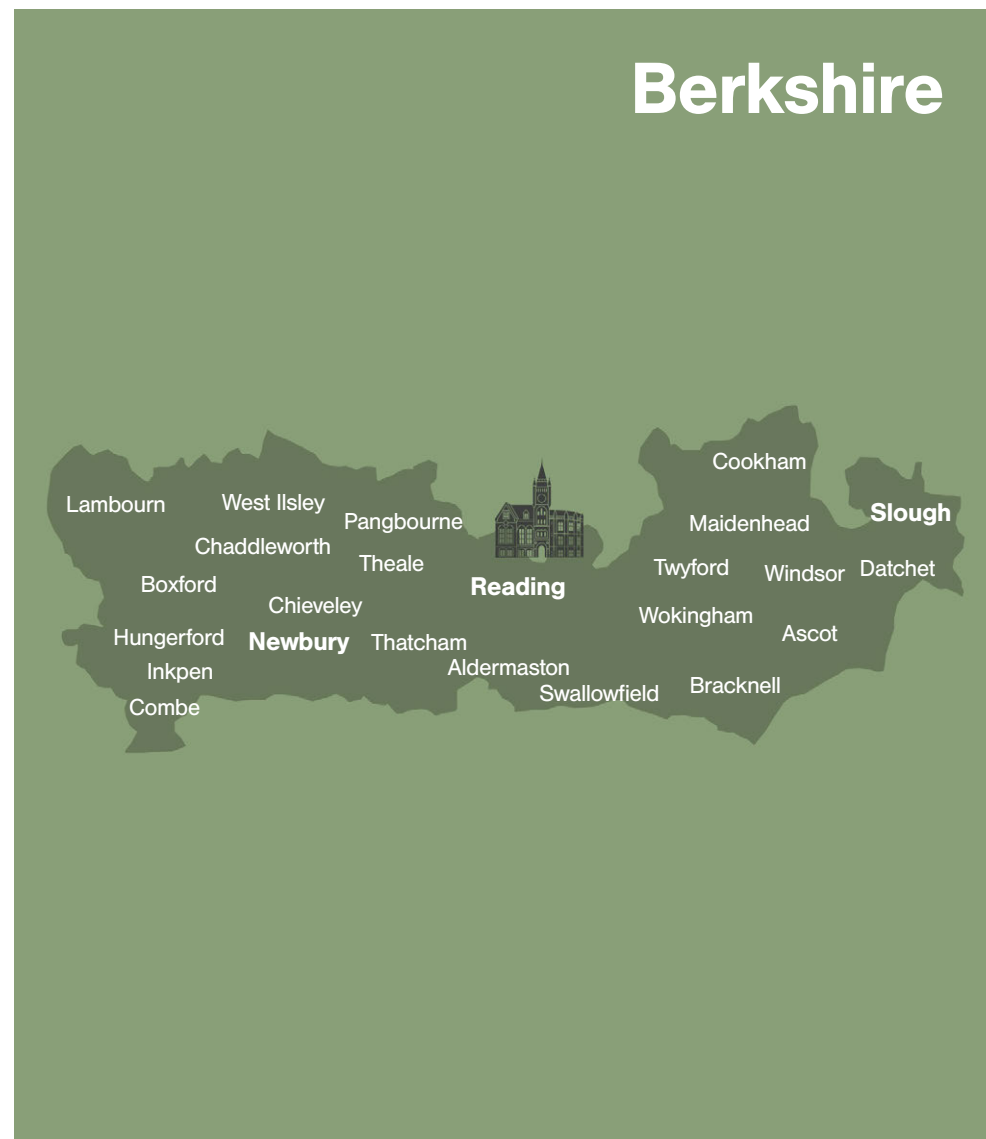 Berkshire
Cookham
Lambourn
West Ilsley
Slough
Pangbourne
Maidenhead
Chaddleworth
Theale
Twyford
Windsor
Datchet
Boxford
Reading
Chieveley
Wokingham
Ascot
Hungerford
Newbury
Thatcham
Inkpen
Aldermaston
Bracknell
Swallowfield
Combe